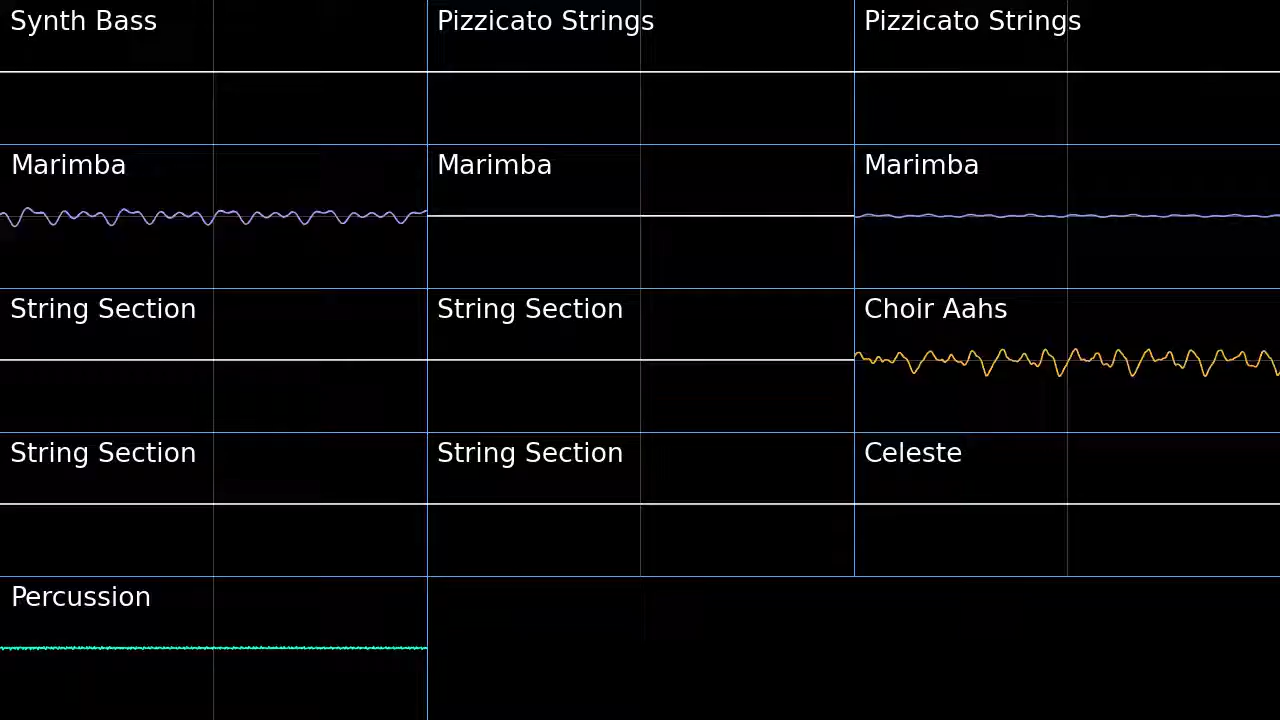 Synth Bass
Pizzicato Strings
Pizzicato Strings
Marimba
Marimba
Marimba
String Section
String Section
Choir Aahs
String Section
String Section
Celeste
Percussion